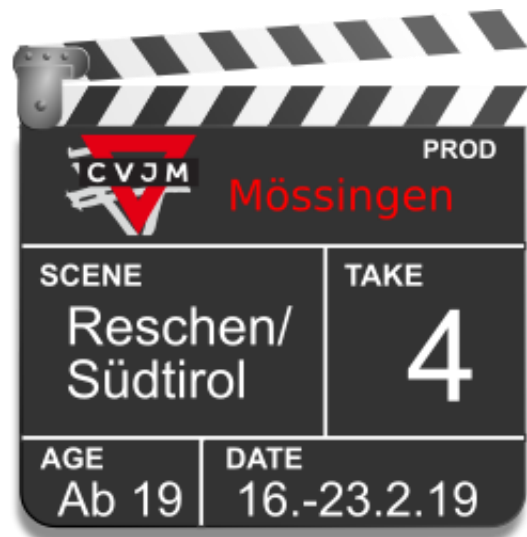 PROD
CVJM
Mössingen
SCENE
Reschen/
Südtirol
TAKE
4
AGE
Ab 19
DATE
16.-23.2.19